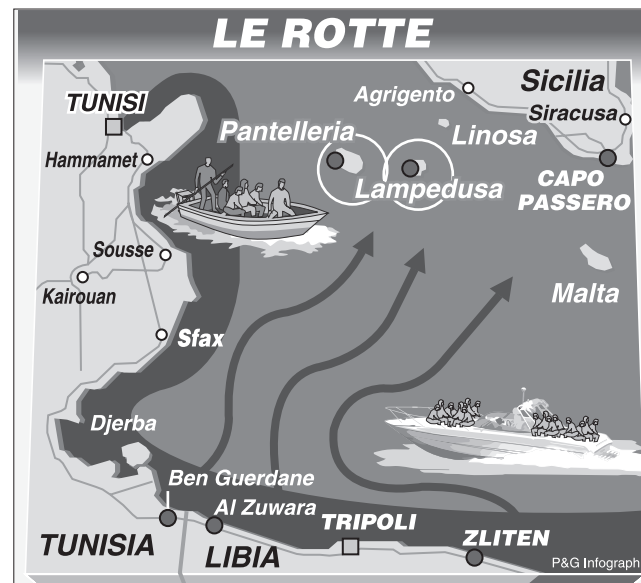 LE ROTTE
Sicilia
Agrigento
TUNISI
Siracusa
Pantelleria
Linosa
Hammamet
Lampedusa
CAPO
PASSERO
Sousse
Kairouan
Malta
Sfax
Djerba
Ben Guerdane
Al Zuwara
TRIPOLI
ZLITEN
TUNISIA
LIBIA
P&G Infograph